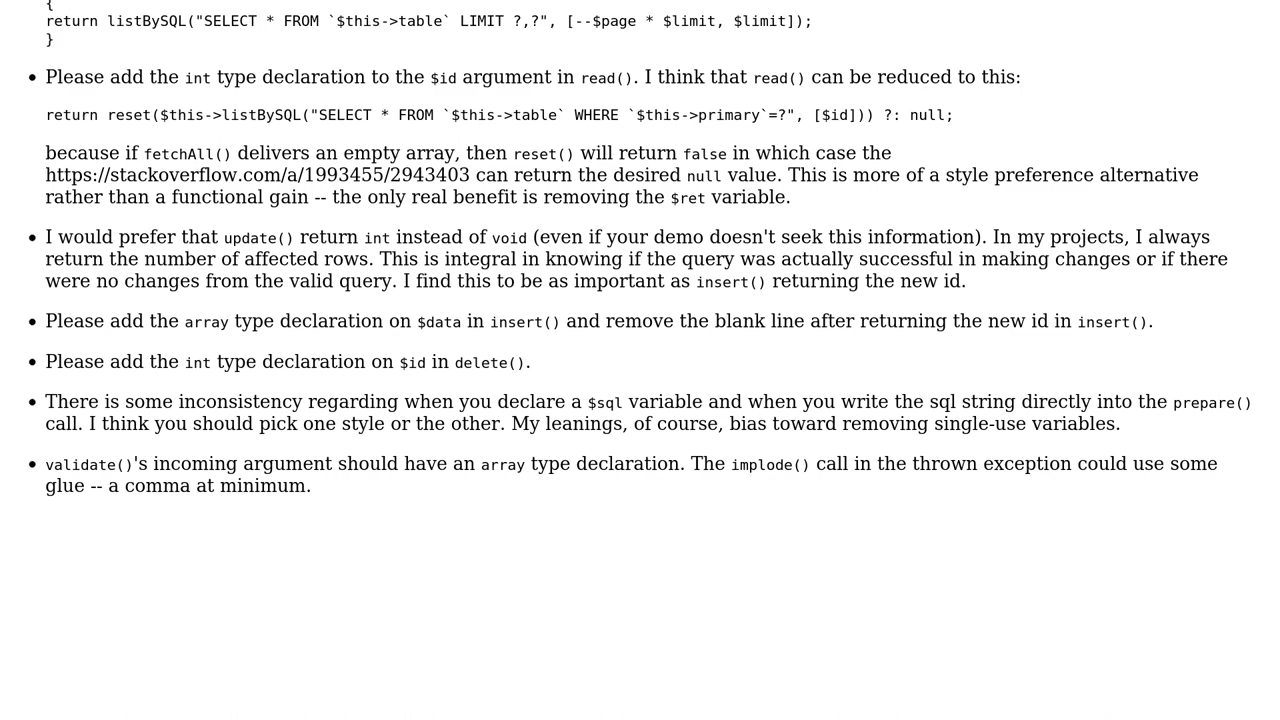 {
return listBySQL("SELECT * FROM `$this->table` LIMIT ?,?", [--$page * $limit, $limit]);
}
• Please add the int type declaration to the $id argument in read(). I think that read() can be reduced to this:
return reset($this->listBySQL("SELECT * FROM `$this->table` WHERE `$this->primary`=?", [$id])) ?: null;
because if fetchAll() delivers an empty array, then reset() will return false in which case the
https://stackoverflow.com/a/1993455/2943403 can return the desired null value. This is more of a style preference alternative
rather than a functional gain -- the only real benefit is removing the $ret variable.
• I would prefer that update() return int instead of void (even if your demo doesn't seek this information). In my projects, I always
return the number of affected rows. This is integral in knowing if the query was actually successful in making changes or if there
were no changes from the valid query. I find this to be as important as insert() returning the new id.
• Please add the array type declaration on $data in insert() and remove the blank line after returning the new id in insert().
• Please add the int type declaration on $id in delete().
• There is some inconsistency regarding when you declare a $sql variable and when you write the sql string directly into the prepare()
call. I think you should pick one style or the other. My leanings, of course, bias toward removing single-use variables.
• validate()'s incoming argument should have an array type declaration. The implode() call in the thrown exception could use some
glue -- a comma at minimum.